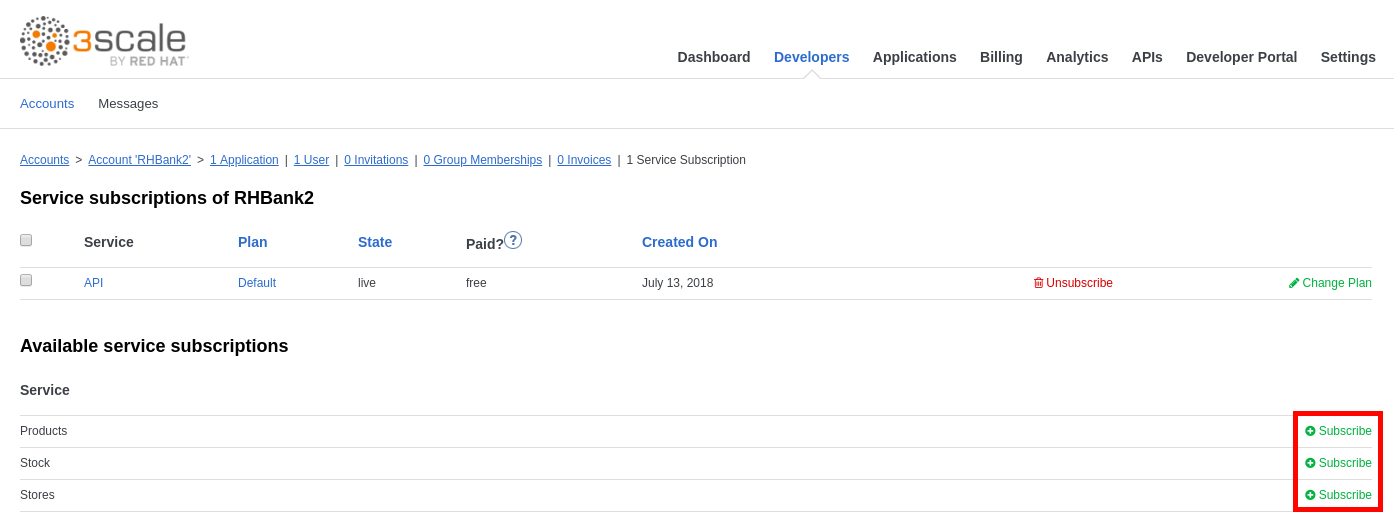 3scale
BY RED HAT
Dashboard Developers Applications Billing Analytics APIs Developer Portal Settings
Accounts Messages
Accounts > Account 'RHBank2' > 1 Application | 1 User | 0 Invitations | 0 Group Memberships | 0 Invoices | 1 Service Subscription
Service subscriptions of RHBank2
Service Plan State Paid? ? Created On
API Default live free July 13, 2018 Unsubscribe Change Plan
Available service subscriptions
Service
Products Subscribe
Stock Subscribe
Stores Subscribe